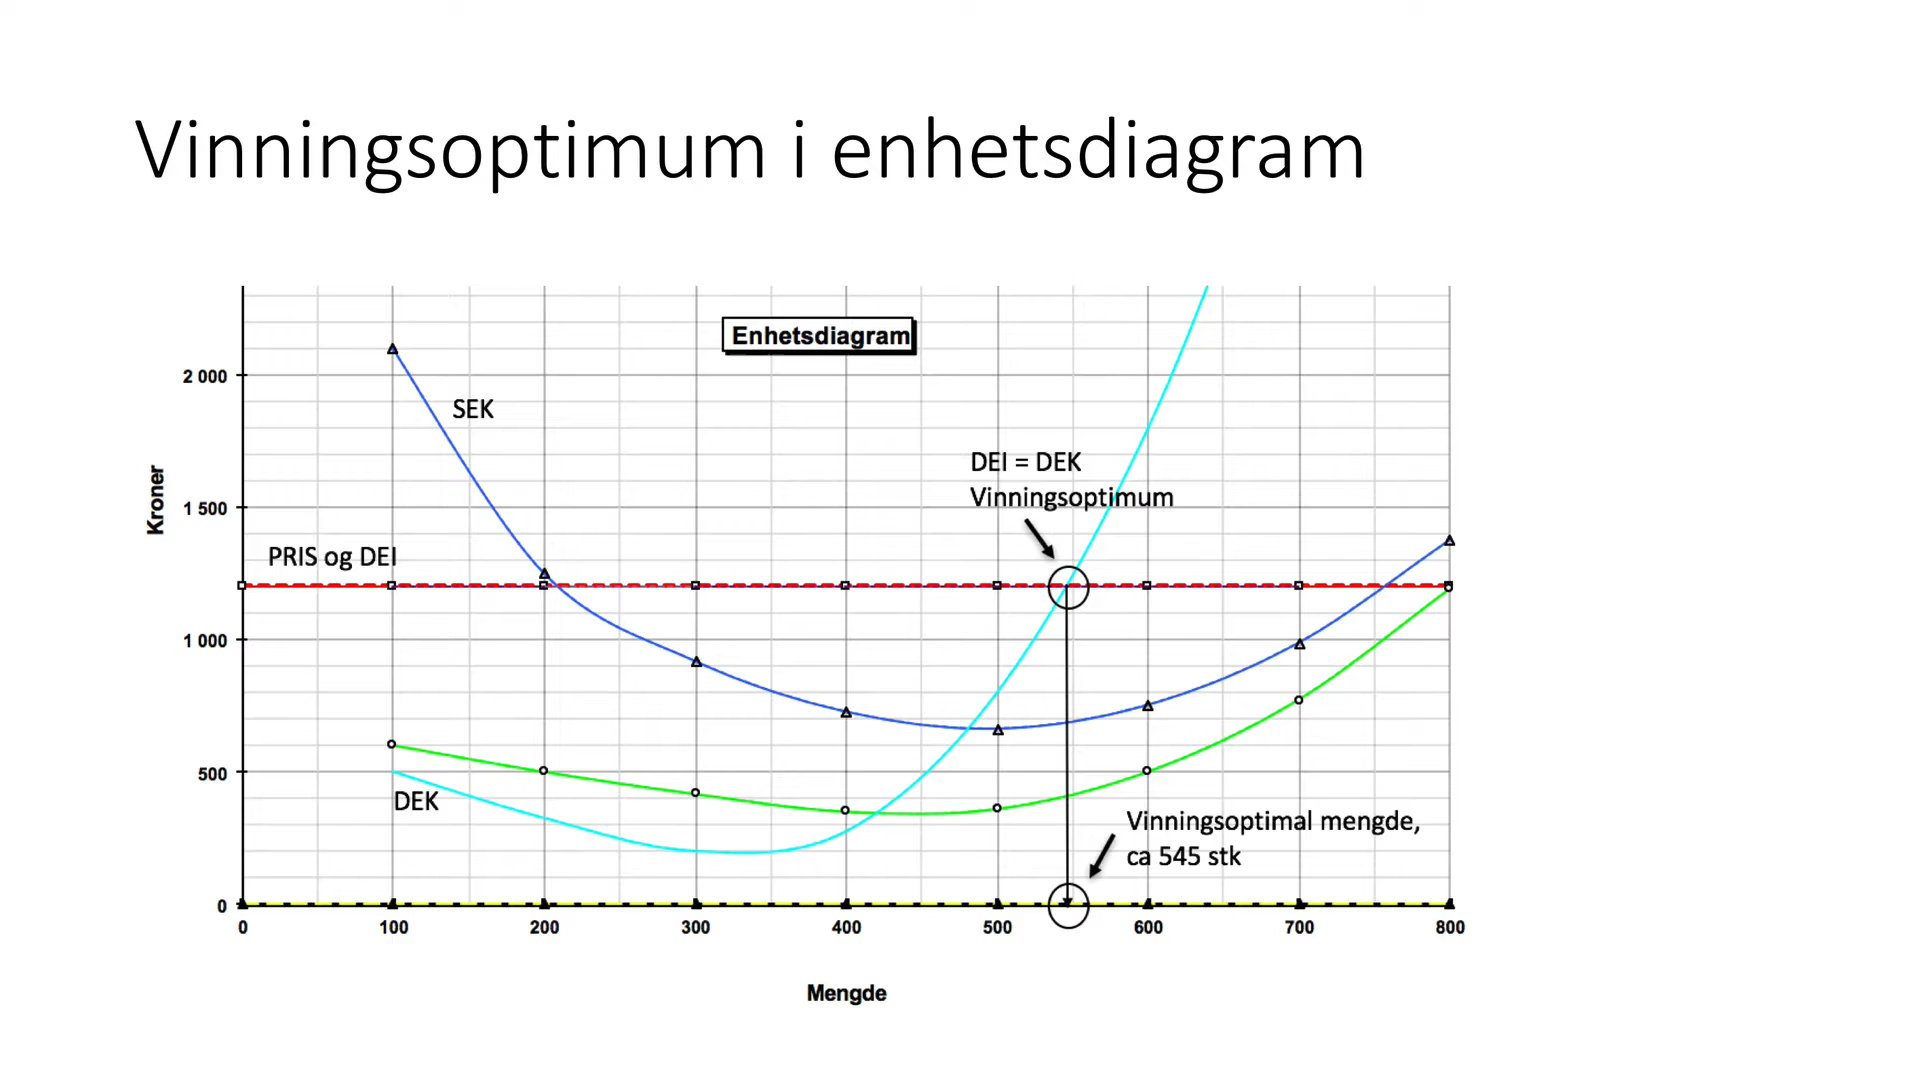 Vinningsoptimum i enhetsdiagram
Enhetsdiagram
2 000
SEK
DEI = DEK
Vinningsoptimum
1 500
Kroner
PRIS og DEI
1 000
500
DEK
Vinningsoptimal mengde,
ca 545 stk
0
0 100 200 300 400 500 600 700 800
Mengde